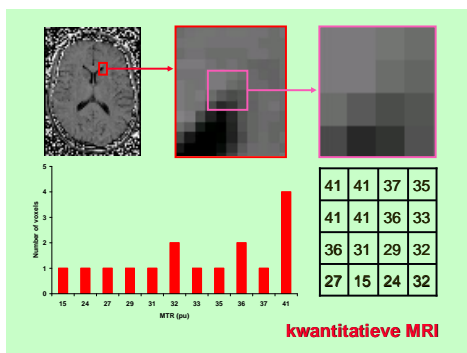 5
4
3
2
1
0
Number of voxels
15 24 27 29 31 32 33 35 36 37 41
MTR (pu)
41 41 37 35
41 41 36 33
36 31 29 32
27 15 24 32
kwantitatieve MRI